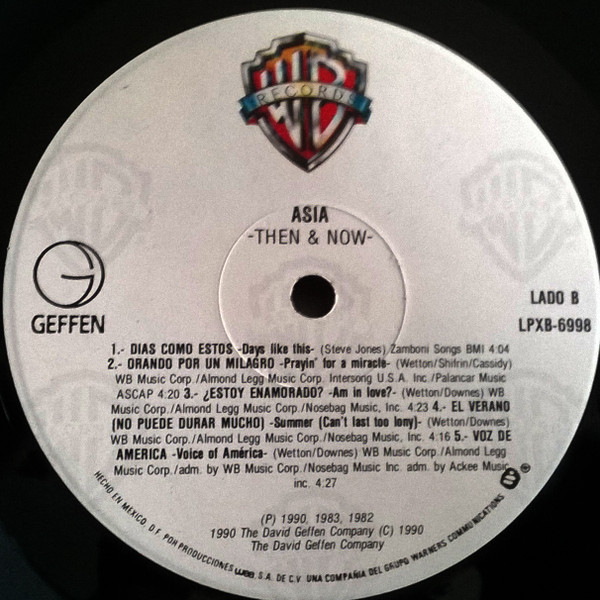 WB
RECORDS
ASIA
-THEN & NOW-
GEFFEN
LADO B
LPXB-6998
1.- DIAS COMO ESTOS -Days like this- (Steve Jones) Zamboni Songs BMI 4:04
2.- ORANDO POR UN MILAGRO -Prayin' for a miracle- (Wetton/Shifrin/Cassidy)
WB Music Corp./Almond Legg Music Corp. Intersong U.S.A. Inc./Palancar Music
ASCAP 4:20 3.- ¿ESTOY ENAMORADO? -Am in love?- (Wetton/Downes) WB
Music Corp./Almond Legg Music Corp./Nosebag Music, Inc. 4:23 4.- EL VERANO
(NO PUEDE DURAR MUCHO) -Summer (Can't last too lony)- (Wetton/Downes)
WB Music Corp./Almond Legg Music Corp./Nosebag Music, Inc. 4:16 5.- VOZ DE
AMERICA -Voice of América- (Wetton/Downes) WB Music Corp./Almond Legg
Music Corp./adm. by WB Music Corp./Nosebag Music Inc. adm. by Ackee Music,
inc. 4:27
(P) 1990, 1983, 1982
1990 The David Geffen Company (C) 1990
The David Geffen Company
HECHO EN MEXICO, D.F. POR PRODUCCIONES WEA, S.A. DE C.V. UNA COMPAÑIA DEL GRUPO WARNERS COMMUNICATIONS ®